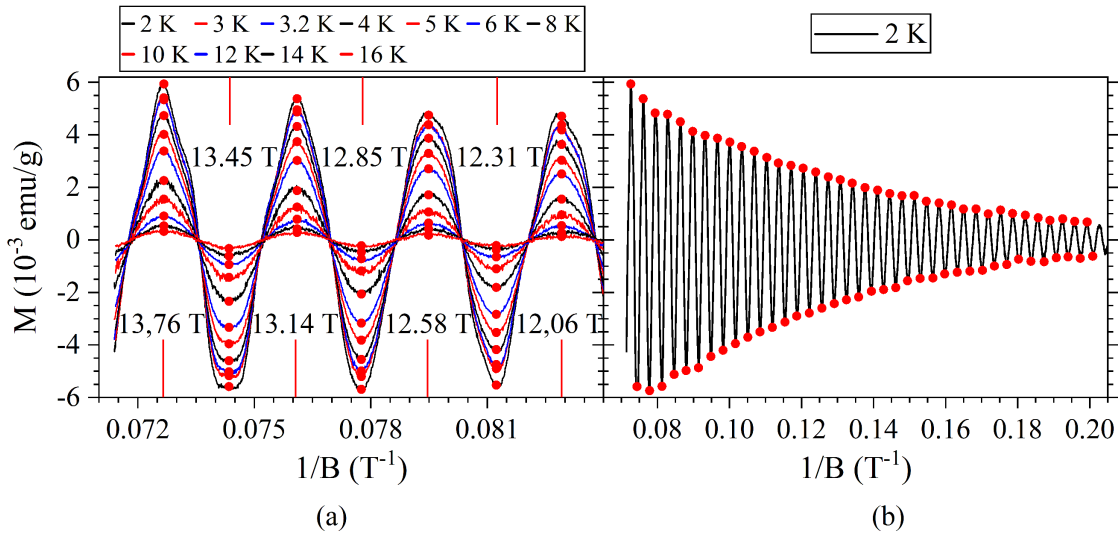 2 K 3 K 3.2 K 4 K 5 K 6 K 8 K
10 K 12 K 14 K 16 K
2 K
M (10⁻³ emu/g)
6
4
2
0
-2
-4
-6
13.45 T 12.85 T 12.31 T
13,76 T 13.14 T 12.58 T 12,06 T
0.072 0.075 0.078 0.081
0.08 0.10 0.12 0.14 0.16 0.18 0.20
1/B (T⁻¹)
1/B (T⁻¹)
(a)
(b)